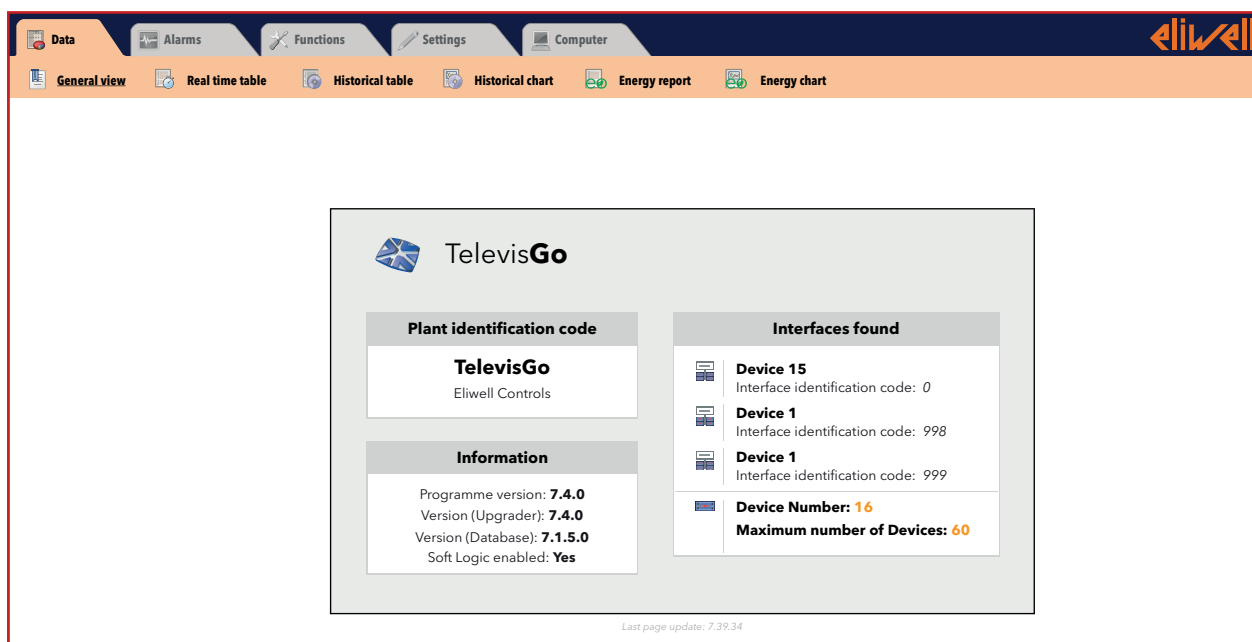 Data
Alarms
Functions
Settings
Computer
eliwell
General view
Real time table
Historical table
Historical chart
Energy report
Energy chart
TelevisGo
Plant identification code
TelevisGo
Eliwell Controls
Information
Programme version: 7.4.0
Version (Upgrader): 7.4.0
Version (Database): 7.1.5.0
Soft Logic enabled: Yes
Interfaces found
Device 15
Interface identification code: 0
Device 1
Interface identification code: 998
Device 1
Interface identification code: 999
Device Number: 16
Maximum number of Devices: 60
Last page update: 7.39.34